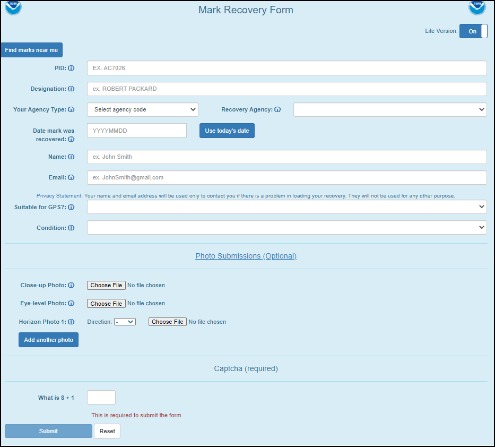 Mark Recovery Form
Lite Version: On
Find marks near me
PID: EX. AC7026
Designation: ex. ROBERT PACKARD
Your Agency Type: Select agency code Recovery Agency:
Date mark was recovered: YYYYMMDD Use today's date
Name: ex. John Smith
Email: ex. JohnSmith@gmail.com
Privacy Statement: Your name and email address will be used only to contact you if there is a problem in loading your recovery. They will not be used for any other purpose.
Suitable for GPS?:
Condition:
Photo Submissions (Optional)
Close-up Photo: Choose File No file chosen
Eye-level Photo: Choose File No file chosen
Horizon Photo 1: Direction: - Choose File No file chosen
Add another photo
Captcha (required)
What is 8 + 1
This is required to submit the form
Submit Reset